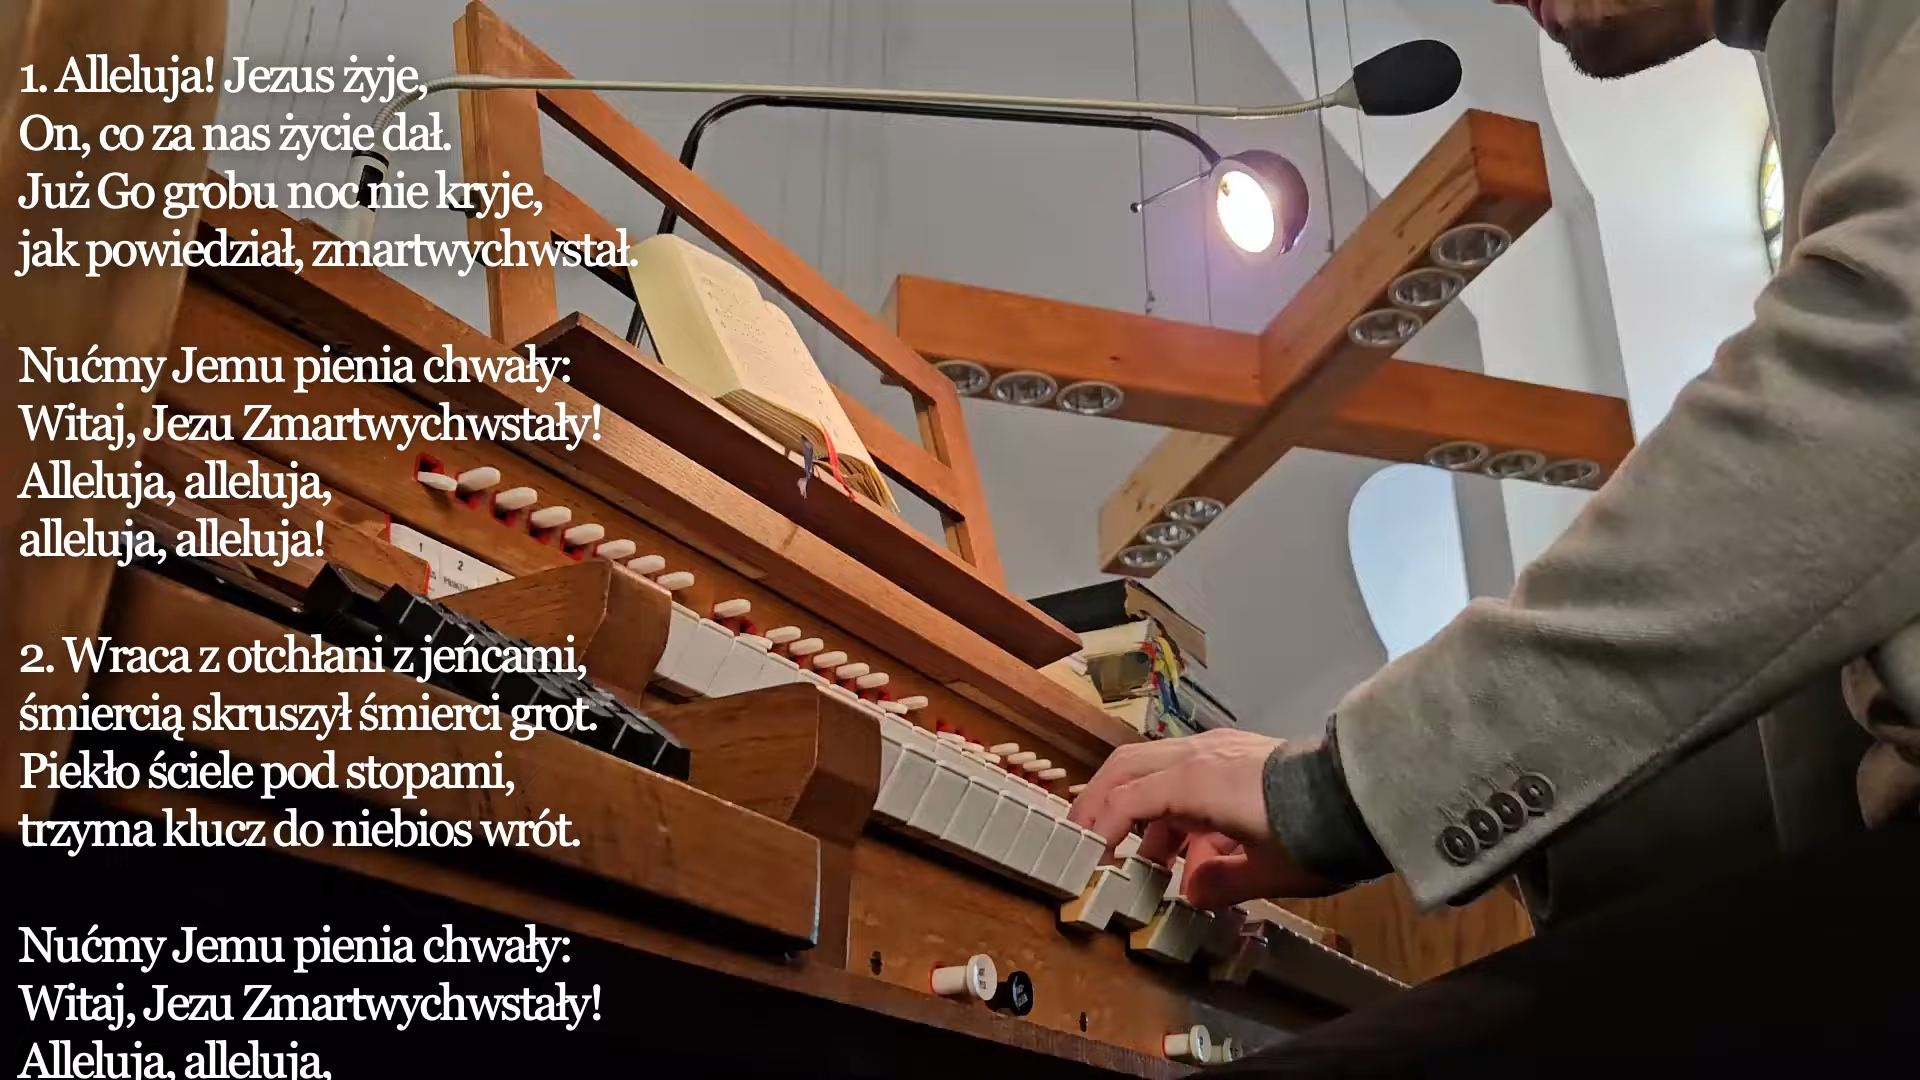 1. Alleluja! Jezus żyje,
On, co za nas życie dał.
Już Go grobu noc nie kryje,
jak powiedział, zmartwychwstał.
Nućmy Jemu pienia chwały:
Witaj, Jezu Zmartwychwstały!
Alleluja, alleluja,
alleluja, alleluja!
2. Wraca z otchłani z jeńcami,
śmiercią skruszył śmierci grot.
Piekło ściele pod stopami,
trzyma klucz do niebios wrót.
Nućmy Jemu pienia chwały:
Witaj, Jezu Zmartwychwstały!
Alleluja, alleluja,
1
2